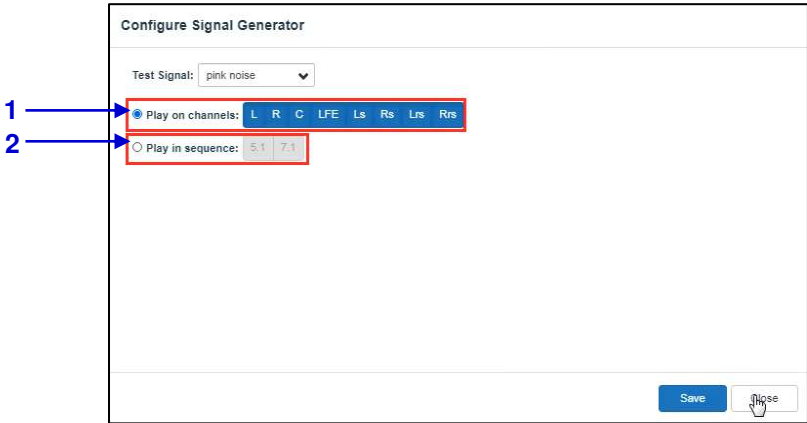 Configure Signal Generator
Test Signal: pink noise
1 Play on channels: L R C LFE Ls Rs Lrs Rrs
2 Play in sequence: 5.1 7.1
Save Close